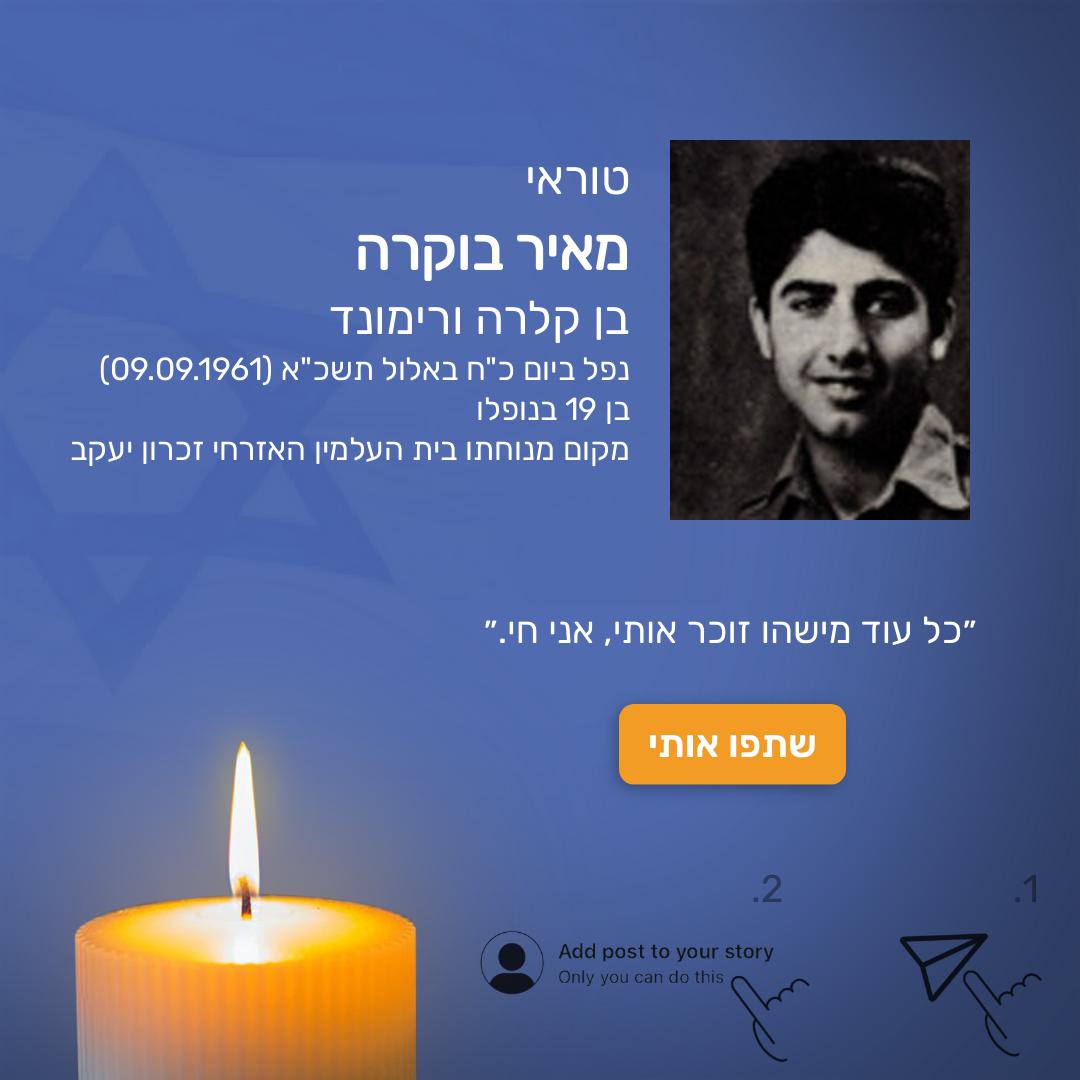 טוראי
מאיר בוקרה
בן קלרה ורימונד
נפל ביום כ"ח באלול תשכ"א (09.09.1961)
בן 19 בנופלו
מקום מנוחתו בית העלמין האזרחי זכרון יעקב
״כל עוד מישהו זוכר אותי, אני חי.״
שתפו אותי
1.
2.
Add post to your story
Only you can do this